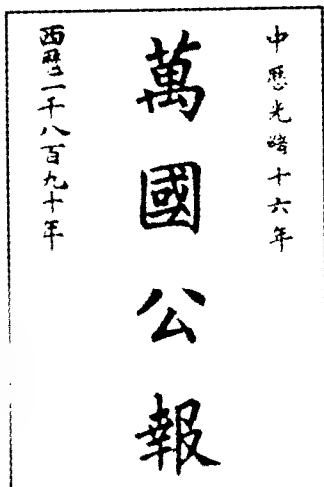 中歷光緒十六年
萬國公報
西歷一千八百九十年